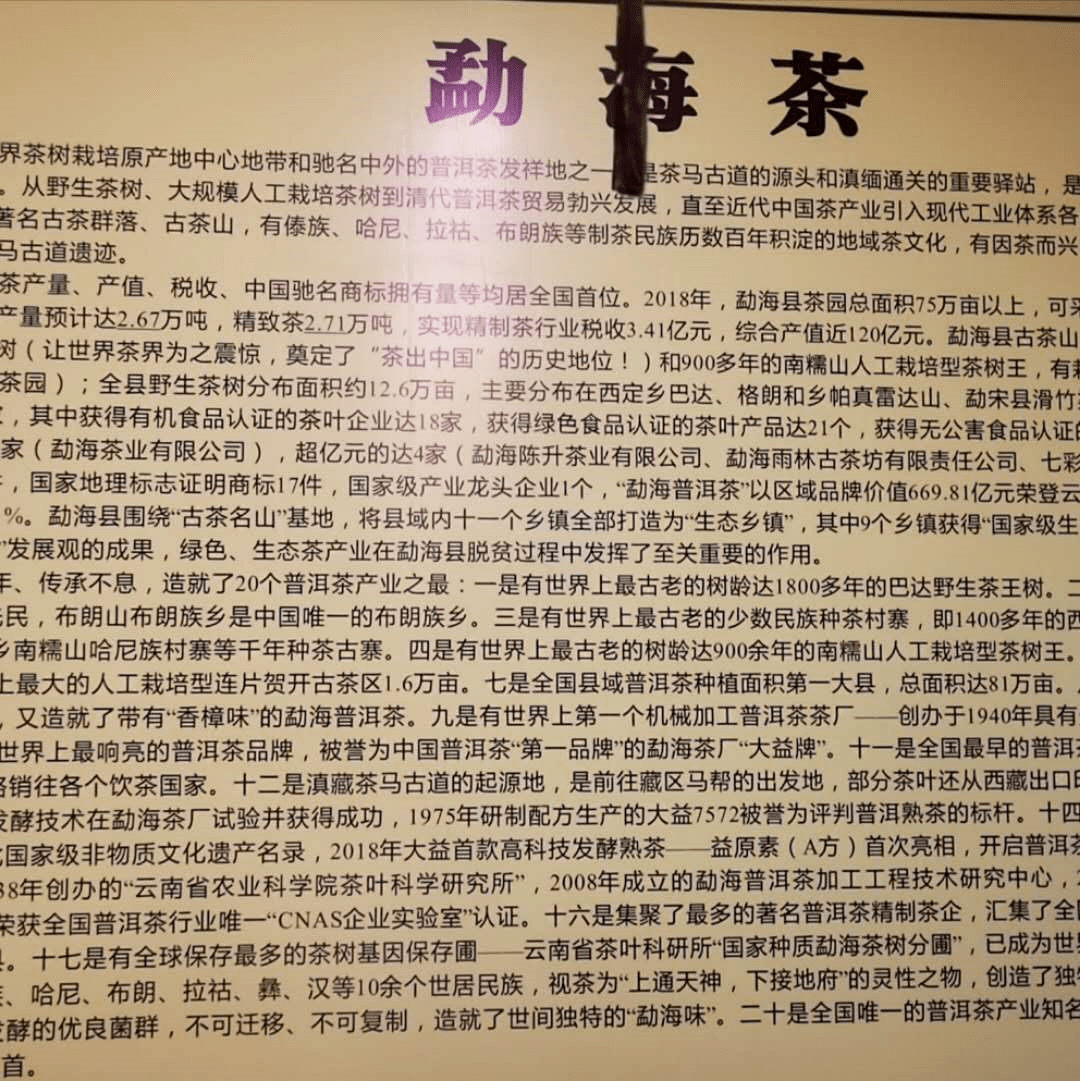 勐海茶
界茶树栽培原产地中心地带和驰名中外的普洱茶发祥地之一 是茶马古道的源头和滇缅通关的重要驿站，是
。从野生茶树、大规模人工栽培茶树到清代普洱茶贸易勃兴发展，直至近代中国茶产业引入现代工业体系各
著名古茶群落、古茶山，有傣族、哈尼、拉祜、布朗族等制茶民族历数百年积淀的地域茶文化，有因茶而兴
马古道遗迹。
茶产量、产值、税收、中国驰名商标拥有量等均居全国首位。2018年，勐海县茶园总面积75万亩以上，可采
产量预计达2.67万吨，精致茶2.71万吨，实现精制茶行业税收3.41亿元，综合产值近120亿元。勐海县古茶山
树（让世界茶界为之震惊，奠定了“茶出中国”的历史地位！）和900多年的南糯山人工栽培型茶树王，有栽
茶园）；全县野生茶树分布面积约12.6万亩，主要分布在西定乡巴达、格朗和乡帕真雷达山、勐宋县滑竹
，其中获得有机食品认证的茶叶企业达18家，获得绿色食品认证的茶叶产品达21个，获得无公害食品认证的
家（勐海茶业有限公司），超亿元的达4家（勐海陈升茶业有限公司、勐海雨林古茶坊有限责任公司、七彩
，国家地理标志证明商标17件，国家级产业龙头企业1个，“勐海普洱茶”以区域品牌价值669.81亿元荣登云
%。勐海县围绕“古茶名山”基地，将县域内十一个乡镇全部打造为“生态乡镇”，其中9个乡镇获得“国家级生
”发展观的成果，绿色、生态茶产业在勐海县脱贫过程中发挥了至关重要的作用。
年、传承不息，造就了20个普洱茶产业之最：一是有世界上最古老的树龄达1800多年的巴达野生茶王树。二
民，布朗山布朗族乡是中国唯一的布朗族乡。三是有世界上最古老的少数民族种茶村寨，即1400多年的西
乡南糯山哈尼族村寨等千年种茶古寨。四是有世界上最古老的树龄达900余年的南糯山人工栽培型茶树王。
上最大的人工栽培型连片贺开古茶区1.6万亩。七是全国县域普洱茶种植面积第一大县，总面积达81万亩。
，又造就了带有“香樟味”的勐海普洱茶。九是有世界上第一个机械加工普洱茶茶厂——创办于1940年具有
世界上最响亮的普洱茶品牌，被誉为中国普洱茶“第一品牌”的勐海茶厂“大益牌”。十一是全国最早的普洱茶
销往各个饮茶国家。十二是滇藏茶马古道的起源地，是前往藏区马帮的出发地，部分茶叶还从西藏出口印
发酵技术在勐海茶厂试验并获得成功，1975年研制配方生产的大益7572被誉为评判普洱熟茶的标杆。十四
国家级非物质文化遗产名录，2018年大益首款高科技发酵熟茶——益原素（A方）首次亮相，开启普洱茶
38年创办的“云南省农业科学院茶叶科学研究所”，2008年成立的勐海普洱茶加工工程技术研究中心，
荣获全国普洱茶行业唯一“CNAS企业实验室”认证。十六是集聚了最多的著名普洱茶精制茶企，汇集了全
。十七是有全球保存最多的茶树基因保存圃——云南省茶叶科研所“国家种质勐海茶树分圃”，已成为世界
、哈尼、布朗、拉祜、彝、汉等10余个世居民族，视茶为“上通天神，下接地府”的灵性之物，创造了独
发酵的优良菌群，不可迁移、不可复制，造就了世间独特的“勐海味”。二十是全国唯一的普洱茶产业知名
首。